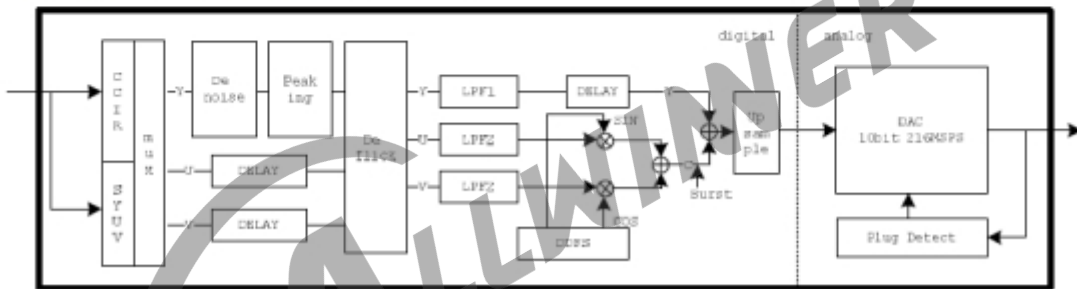 digital analog
CCIR
SYUV
mux
Y
De
noise
Peak
ing
U
DELAY
V
DELAY
De
flick
Y
U
V
LPF1
LPF2
LPF2
DELAY
Y
SIN
COS
DDFS
C
Burst
Up
sam
ple
DAC
10bit 216MSPS
Plug Detect
ALLWINNER